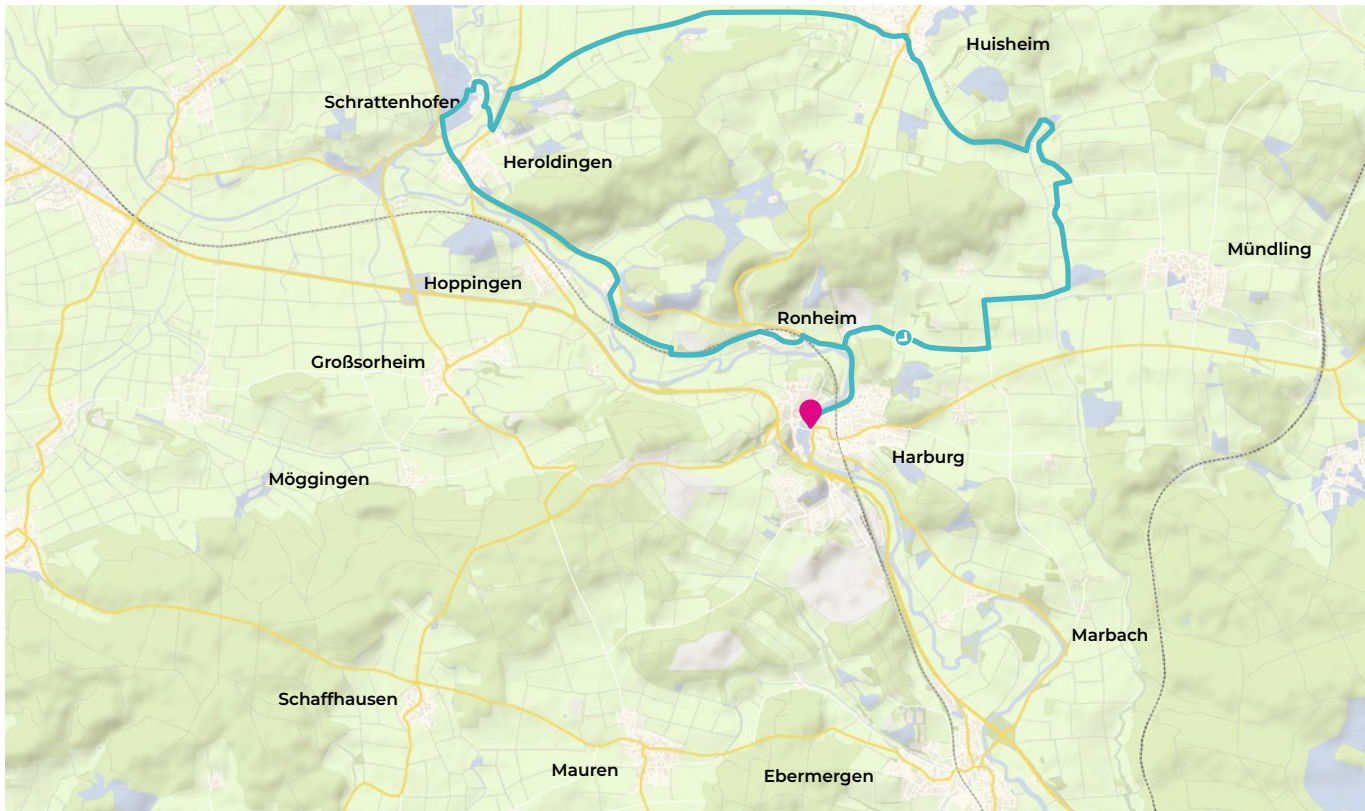 Huisheim
Schrattenhofen
Heroldingen
Mündling
Hoppingen
Ronheim
Großsorheim
Harburg
Möggingen
Marbach
Schaffhausen
Mauren
Ebermergen